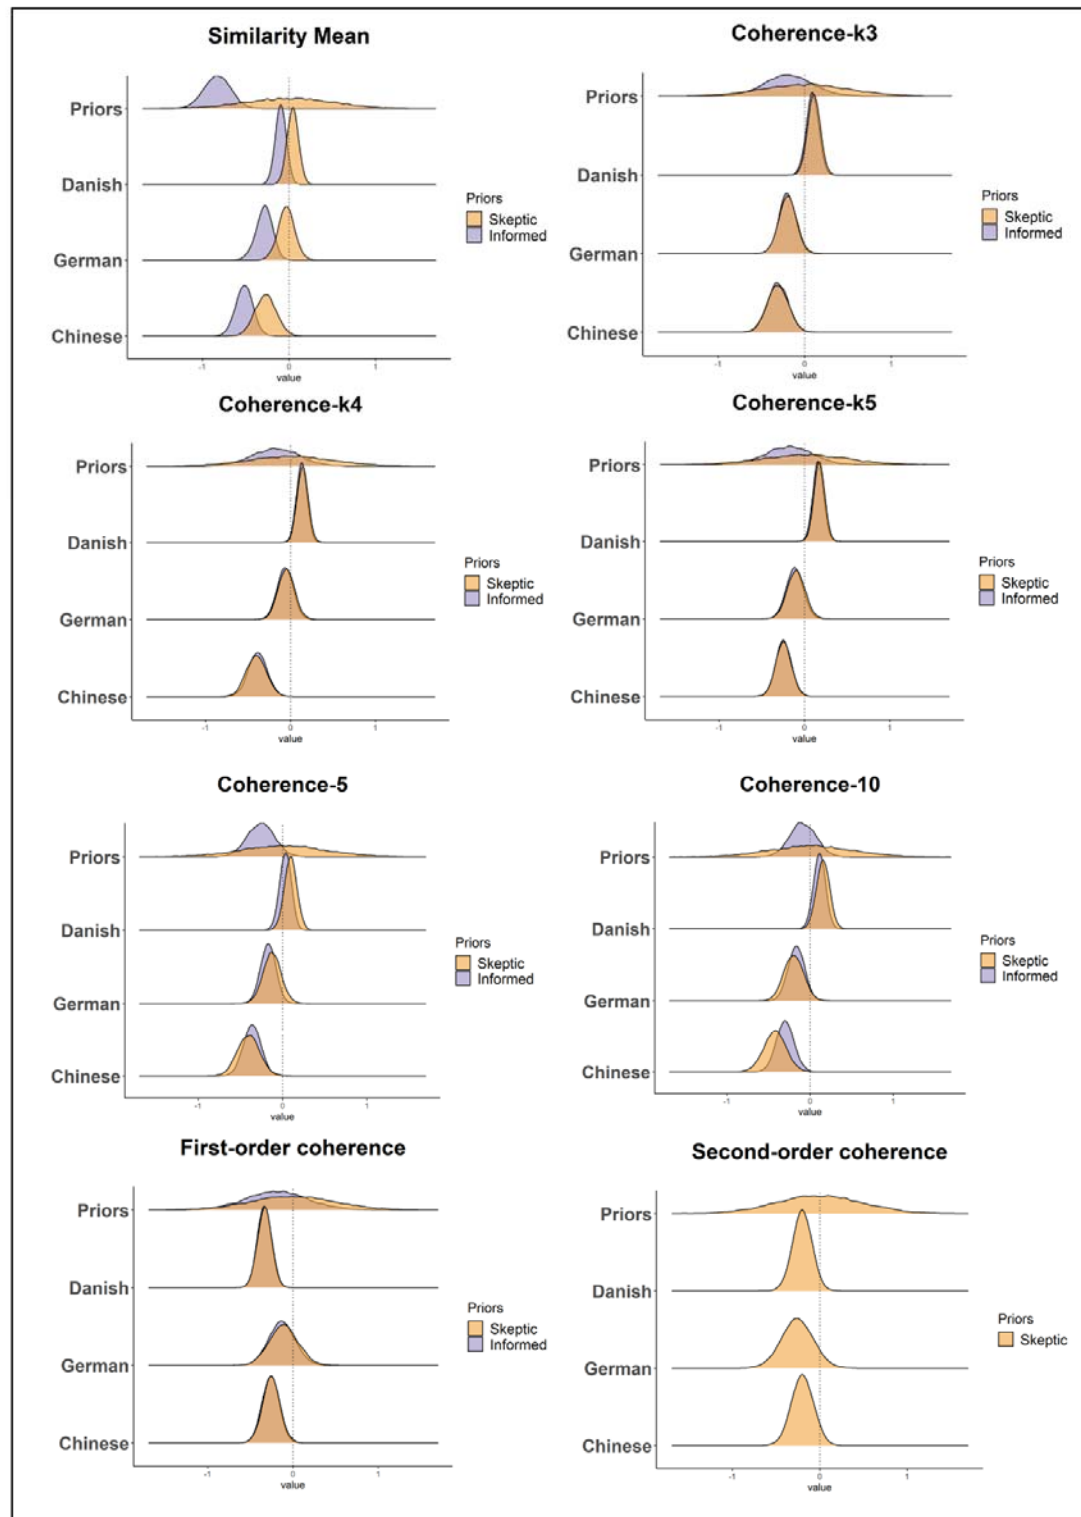 Similarity Mean
Priors
Danish
German
Chinese
-1
0
1
value
Priors
Skeptic
Informed
Coherence-k3
Priors
Danish
German
Chinese
-1
0
1
value
Priors
Skeptic
Informed
Coherence-k4
Priors
Danish
German
Chinese
-1
0
1
value
Priors
Skeptic
Informed
Coherence-k5
Priors
Danish
German
Chinese
-1
0
1
value
Priors
Skeptic
Informed
Coherence-5
Priors
Danish
German
Chinese
-1
0
1
value
Priors
Skeptic
Informed
Coherence-10
Priors
Danish
German
Chinese
-1
0
1
value
Priors
Skeptic
Informed
First-order coherence
Priors
Danish
German
Chinese
-1
0
1
value
Priors
Skeptic
Informed
Second-order coherence
Priors
Danish
German
Chinese
-1
0
1
value
Priors
Skeptic